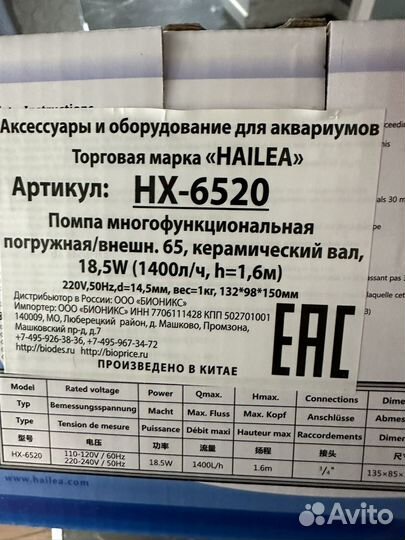 Instructions
Аксессуары и оборудование для аквариумов
Торговая марка «HAILEA»
Артикул: HX-6520
Помпа многофункциональная
погружная/внешн. 65, керамический вал,
18,5W (1400л/ч, h=1,6м)
220V,50Hz,d=14,5мм, вес=1кг, 132*98*150мм
Дистрибьютор в России: ООО «БИОНИКС»
Импортер: ООО «БИОНИКС» ИНН 7706111428 КПП 502701001
140009, МО, Люберецкий район, д. Машково, Промзона,
Машковский пр-д, д.7
+7-495-926-38-36, +7-495-967-34-72
http://biodes.ru / http://bioprice.ru
ПРОИЗВЕДЕНО В КИТАЕ
EAC
Model Rated voltage Power Qmax. Hmax. Connections
Typ Bemessungsspannung Macht Max. Fluss Max. Kopf Anschlüsse
Type Tension de mesure Puissance Débit maxi Hauteur max Raccordements
型号 电压 功率 流量 扬程 接头
HX-6520 110-120V / 60Hz 220-240V / 50Hz 18.5W 1400L/h 1.6m 3/4"
www.hailea.com
Avito